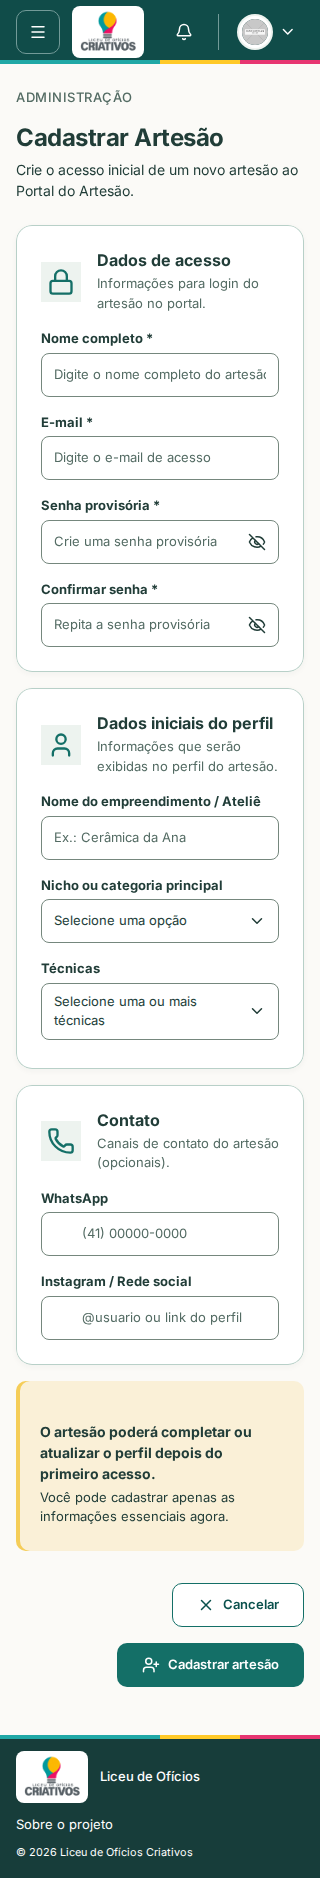 LICEU DE OFÍCIOS
CRIATIVOS
ADMINISTRAÇÃO
Cadastrar Artesão
Crie o acesso inicial de um novo artesão ao
Portal do Artesão.
Dados de acesso
Informações para login do
artesão no portal.
Nome completo *
Digite o nome completo do artesão
E-mail *
Digite o e-mail de acesso
Senha provisória *
Crie uma senha provisória
Confirmar senha *
Repita a senha provisória
Dados iniciais do perfil
Informações que serão
exibidas no perfil do artesão.
Nome do empreendimento / Ateliê
Ex.: Cerâmica da Ana
Nicho ou categoria principal
Selecione uma opção
Técnicas
Selecione uma ou mais
técnicas
Contato
Canais de contato do artesão
(opcionais).
WhatsApp
(41) 00000-0000
Instagram / Rede social
@usuario ou link do perfil
O artesão poderá completar ou
atualizar o perfil depois do
primeiro acesso.
Você pode cadastrar apenas as
informações essenciais agora.
Cancelar
Cadastrar artesão
LICEU DE OFÍCIOS
CRIATIVOS
Liceu de Ofícios
Sobre o projeto
© 2026 Liceu de Ofícios Criativos